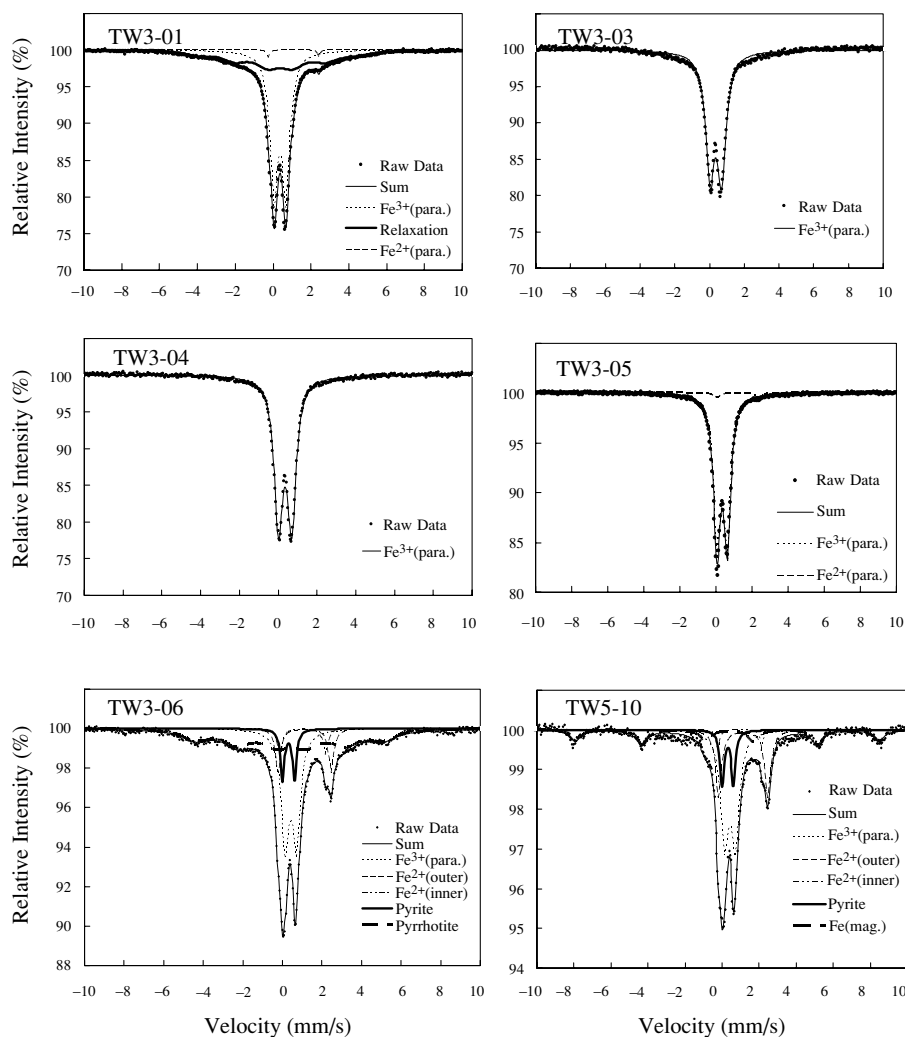 TW3-01
Relative Intensity (%)
100
95
90
85
80
75
70
Raw Data
Sum
Fe3+(para.)
Relaxation
Fe2+(para.)
−10 −8 −6 −4 −2 0 2 4 6 8 10
TW3-03
100
95
90
85
80
75
70
Raw Data
Fe3+(para.)
−10 −8 −6 −4 −2 0 2 4 6 8 10
TW3-04
Relative Intensity (%)
100
95
90
85
80
75
70
Raw Data
Fe3+(para.)
−10 −8 −6 −4 −2 0 2 4 6 8 10
TW3-05
Relative Intensity (%)
100
95
90
85
80
Raw Data
Sum
Fe3+(para.)
Fe2+(para.)
−10 −8 −6 −4 −2 0 2 4 6 8 10
TW3-06
Relative Intensity (%)
100
98
96
94
92
90
88
Raw Data
Sum
Fe3+(para.)
Fe2+(outer)
Fe2+(inner)
Pyrite
Pyrrhotite
−10 −8 −6 −4 −2 0 2 4 6 8 10
Velocity (mm/s)
TW5-10
Relative Intensity (%)
100
99
98
97
96
95
94
Raw Data
Sum
Fe3+(para.)
Fe2+(outer)
Fe2+(inner)
Pyrite
Fe(mag.)
−10 −8 −6 −4 −2 0 2 4 6 8 10
Velocity (mm/s)